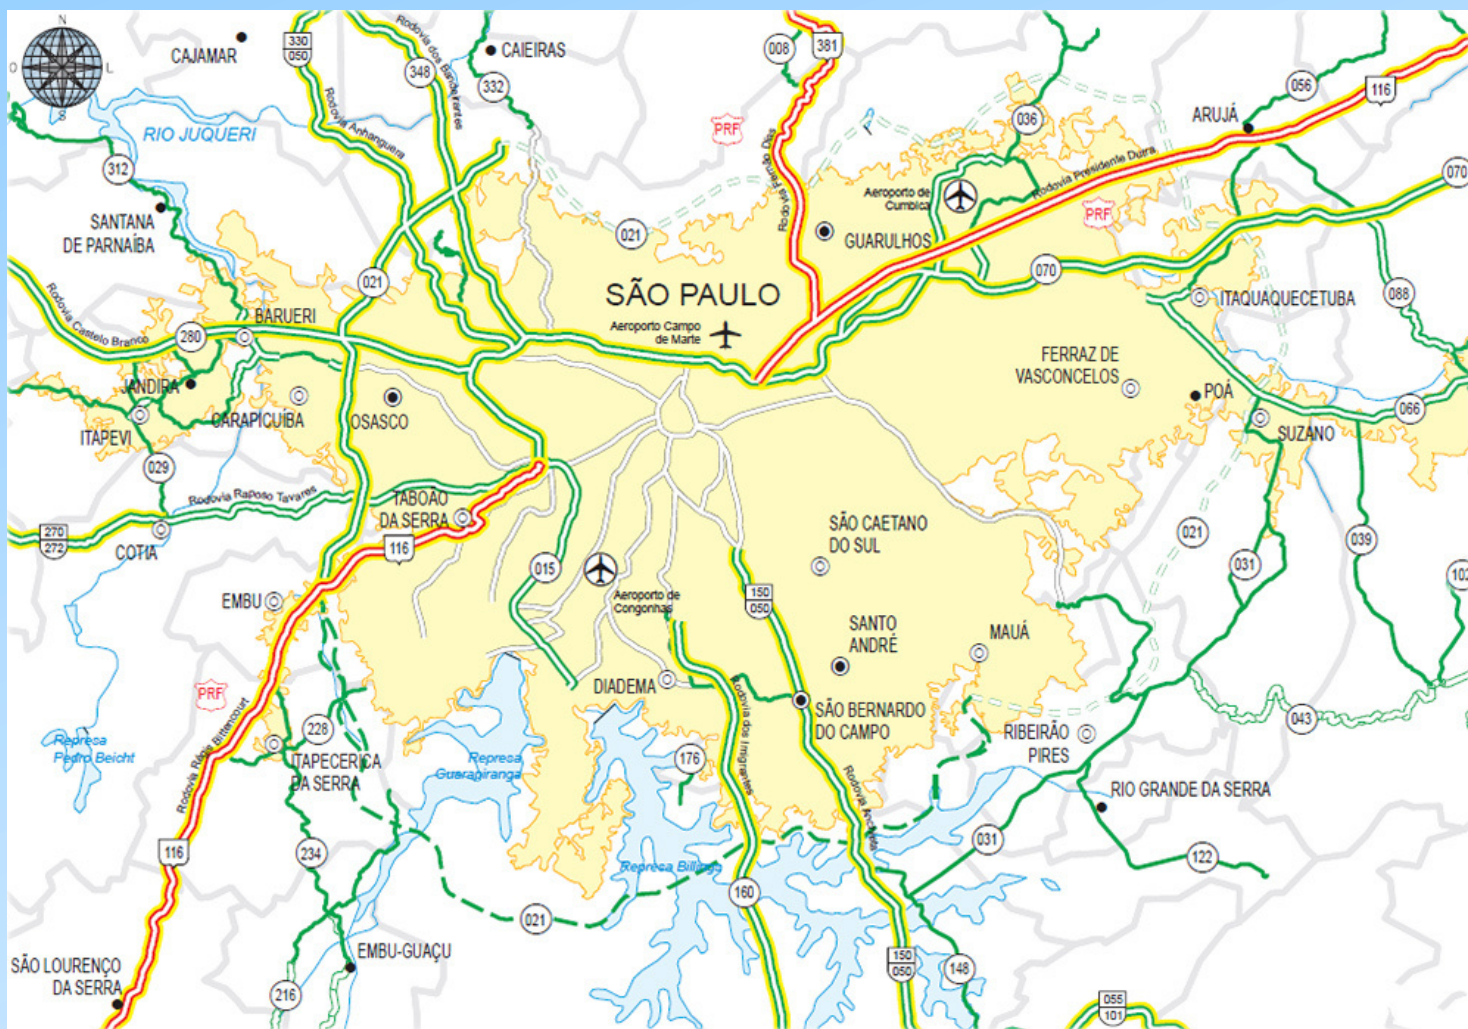 N
O
L
S
CAJAMAR
330
050
Rodovia dos Bandeirantes
348
CAIEIRAS
332
008
381
116
056
ARUJÁ
036
RIO JUQUERI
Rodovia Anhanguera
PRF
Rodovia Fernão Dias
Rodovia Presidente Dutra
312
070
Aeroporto de
Cumbica
PRF
SANTANA
DE PARNAÍBA
021
GUARULHOS
021
070
SÃO PAULO
088
ITAQUAQUECETUBA
Rodovia Castelo Branco
280
BARUERI
Aeroporto Campo
de Marte
FERRAZ DE
VASCONCELOS
JANDIRA
POÁ
CARAPICUÍBA
OSASCO
066
ITAPEVI
SUZANO
029
Rodovia Raposo Tavares
TABOÃO
DA SERRA
270
272
COTIA
116
SÃO CAETANO
DO SUL
021
039
015
031
102
Aeroporto de
Congonhas
150
050
EMBU
SANTO
ANDRÉ
MAUÁ
DIADEMA
PRF
Rodovia Régis Bittencourt
Rodovia dos Imigrantes
SÃO BERNARDO
DO CAMPO
043
228
RIBEIRÃO
PIRES
Represa
Pedro Beicht
ITAPECERICA
DA SERRA
Represa
Guarapiranga
176
Rodovia Anchieta
RIO GRANDE DA SERRA
116
234
031
122
Represa Billings
160
021
EMBU-GUAÇU
SÃO LOURENÇO
DA SERRA
150
050
148
216
055
101